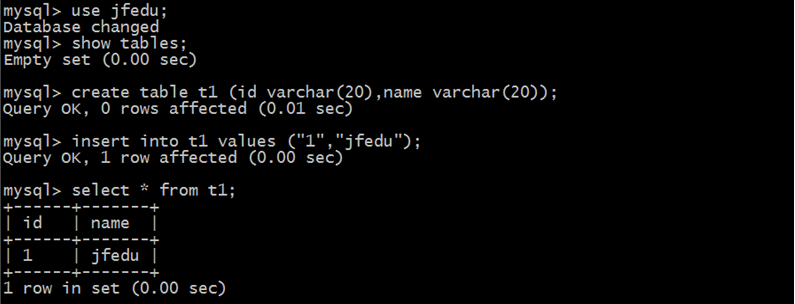 mysql> use jfedu;
Database changed
mysql> show tables;
Empty set (0.00 sec)
mysql> create table t1 (id varchar(20),name varchar(20));
Query OK, 0 rows affected (0.01 sec)
mysql> insert into t1 values ("1","jfedu");
Query OK, 1 row affected (0.00 sec)
mysql> select * from t1;
+------+-------+
| id   | name  |
+------+-------+
| 1    | jfedu |
+------+-------+
1 row in set (0.00 sec)